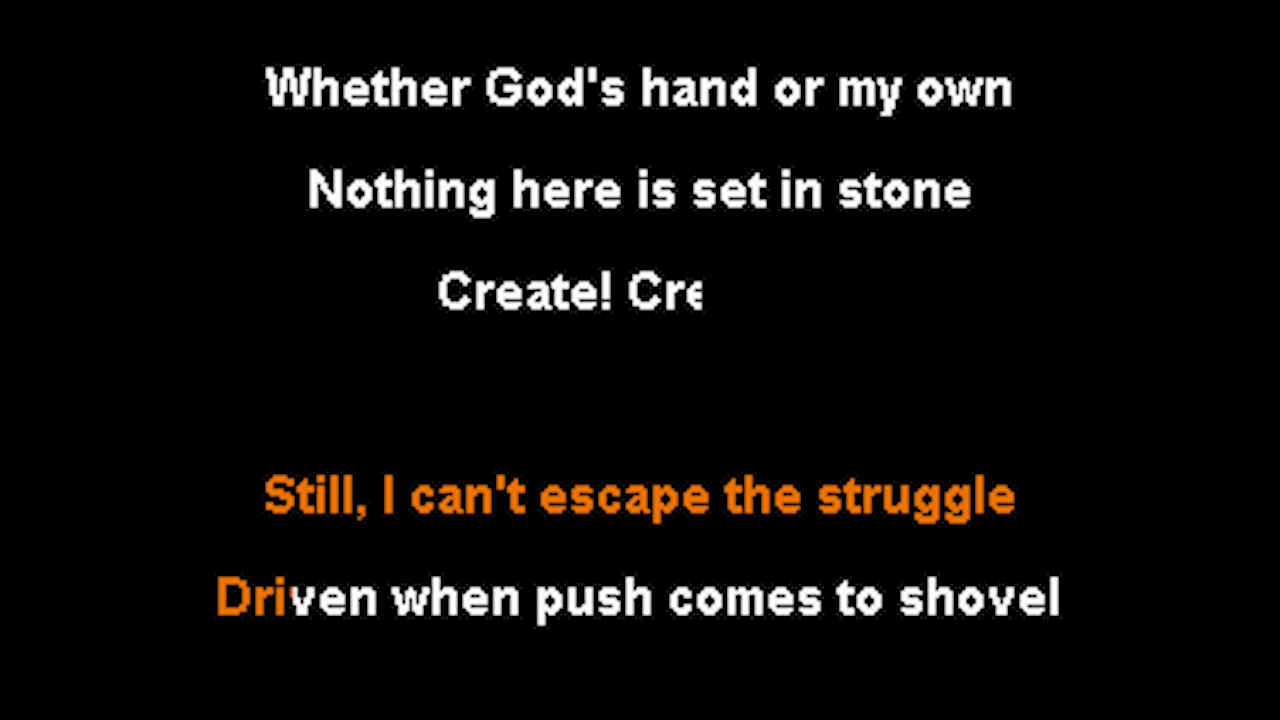 Whether God's hand or my own
Nothing here is set in stone
Create! Cre
Still, I can't escape the struggle
Driven when push comes to shovel